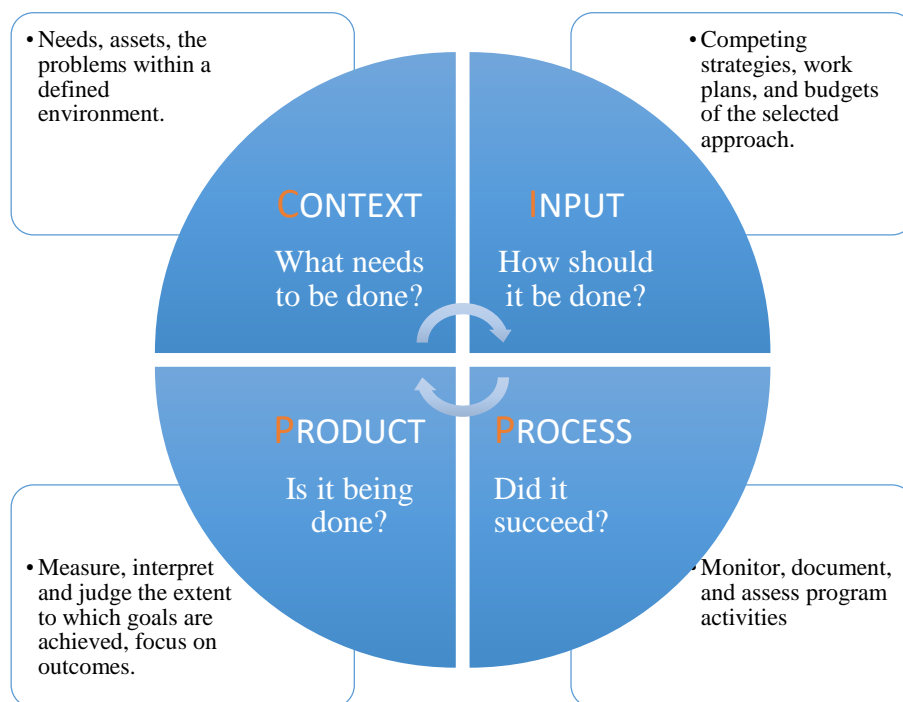 • Needs, assets, the
problems within a
defined
environment.
• Competing
strategies, work
plans, and budgets
of the selected
approach.
CONTEXT
What needs
to be done?
INPUT
How should
it be done?
PRODUCT
Is it being
done?
PROCESS
Did it
succeed?
• Measure, interpret
and judge the extent
to which goals are
achieved, focus on
outcomes.
• Monitor, document,
and assess program
activities